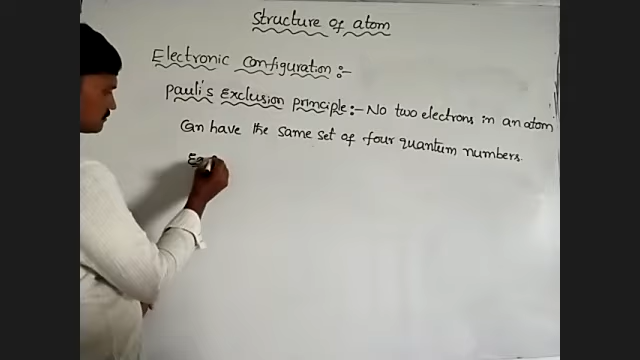 Structure of atom
Electronic Configuration :-
Pauli's Exclusion principle :- No two electrons in an atom
Can have the same set of four quantum numbers.